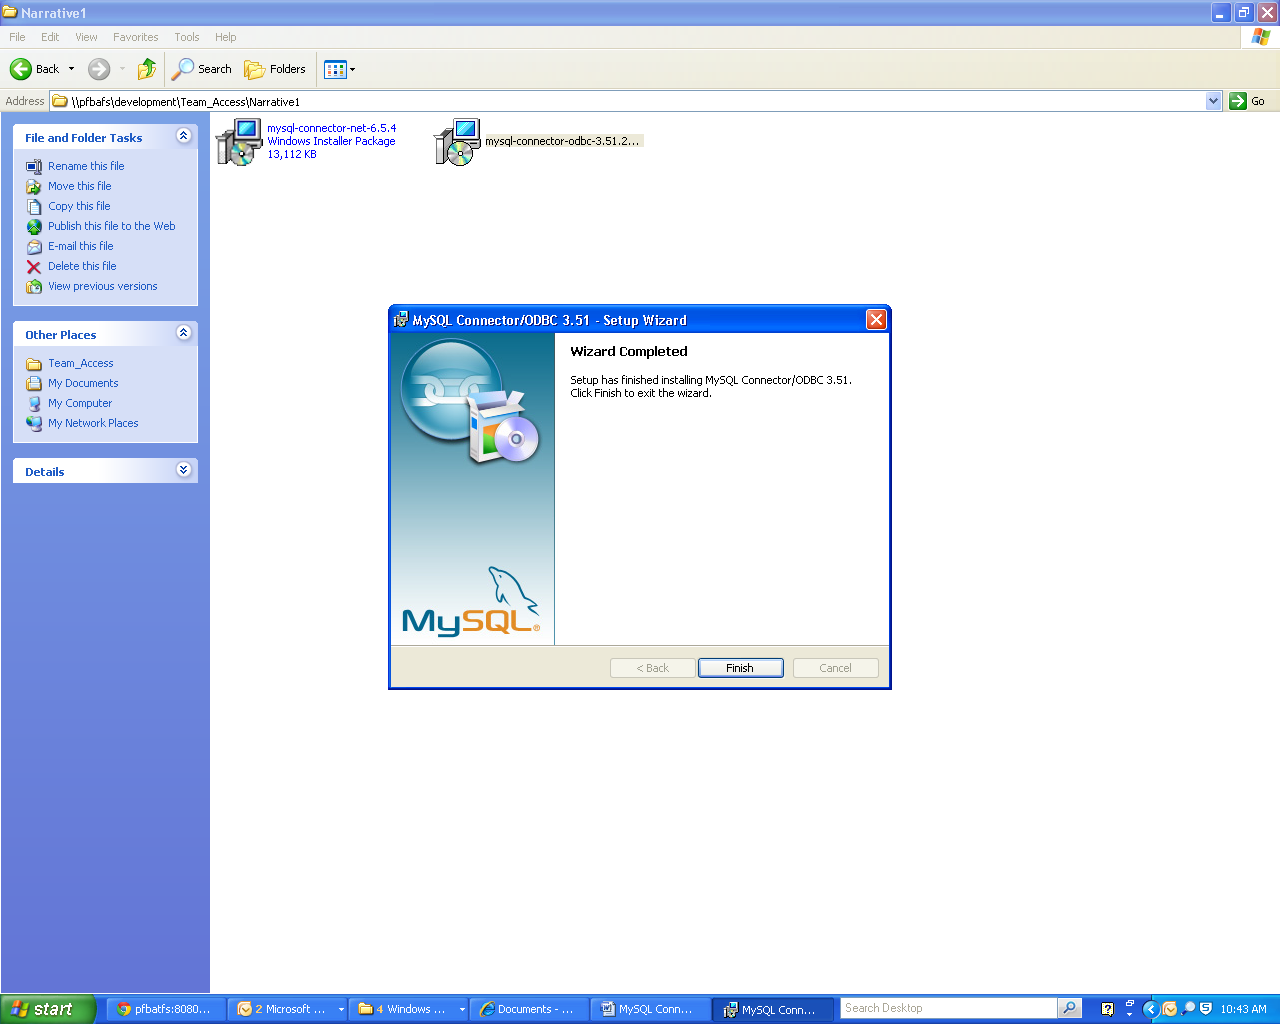 Narrative1
File Edit View Favorites Tools Help
Back Search Folders
Address \\pfbafs\development\Team_Access\Narrative1 Go
File and Folder Tasks
Rename this file
Move this file
Copy this file
Publish this file to the Web
E-mail this file
Delete this file
View previous versions
Other Places
Team_Access
My Documents
My Computer
My Network Places
Details
mysql-connector-net-6.5.4
Windows Installer Package
13,112 KB
mysql-connector-odbc-3.51.2...
MySQL Connector/ODBC 3.51 - Setup Wizard
Wizard Completed
Setup has finished installing MySQL Connector/ODBC 3.51.
Click Finish to exit the wizard.
MySQL®
< Back Finish Cancel
start pfbatfs:8080... 2 Microsoft ... 4 Windows ... Documents - ... MySQL Conn... MySQL Conn... Search Desktop 10:43 AM